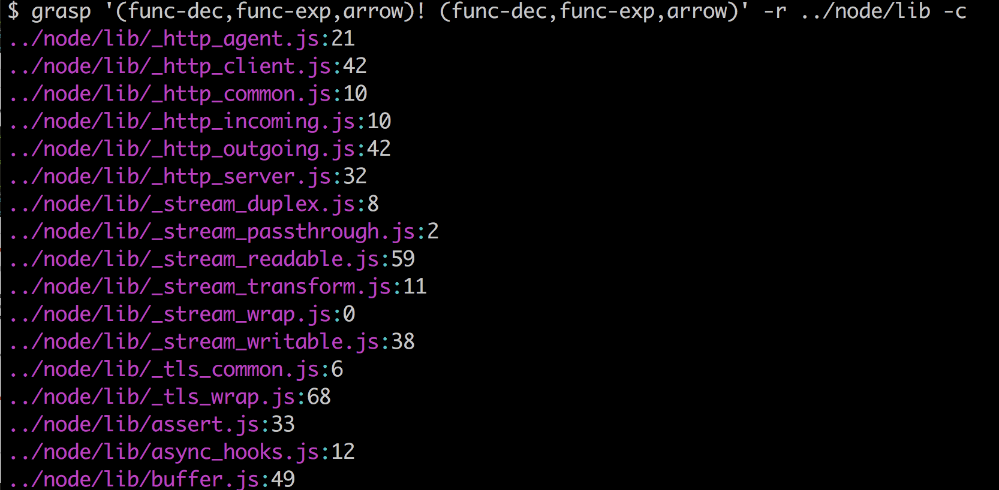 $ grasp '(func-dec,func-exp,arrow)! (func-dec,func-exp,arrow)' -r ../node/lib -c
../node/lib/_http_agent.js:21
../node/lib/_http_client.js:42
../node/lib/_http_common.js:10
../node/lib/_http_incoming.js:10
../node/lib/_http_outgoing.js:42
../node/lib/_http_server.js:32
../node/lib/_stream_duplex.js:8
../node/lib/_stream_passthrough.js:2
../node/lib/_stream_readable.js:59
../node/lib/_stream_transform.js:11
../node/lib/_stream_wrap.js:0
../node/lib/_stream_writable.js:38
../node/lib/_tls_common.js:6
../node/lib/_tls_wrap.js:68
../node/lib/assert.js:33
../node/lib/async_hooks.js:12
../node/lib/buffer.js:49